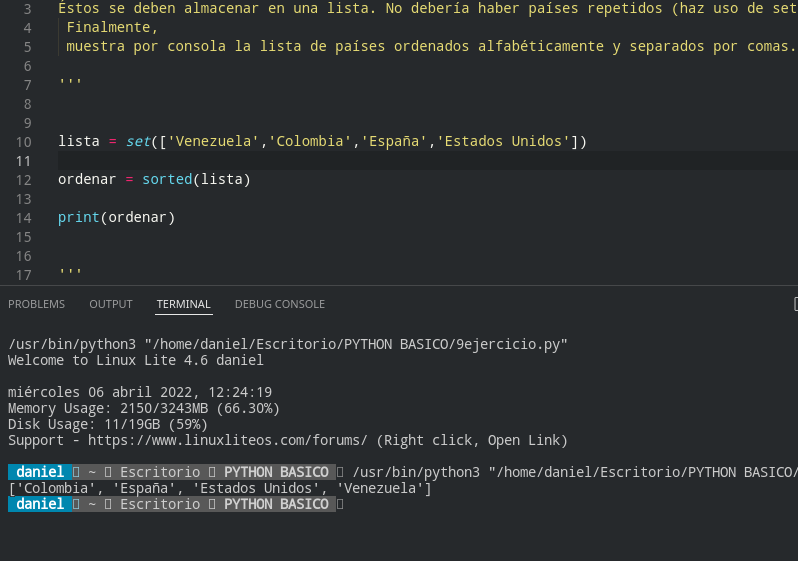 3 Éstos se deben almacenar en una lista. No debería haber países repetidos (haz uso de set
4 Finalmente,
5 muestra por consola la lista de países ordenados alfabéticamente y separados por comas.
6
7 '''
8
9
10 lista = set(['Venezuela','Colombia','España','Estados Unidos'])
11
12 ordenar = sorted(lista)
13
14 print(ordenar)
15
16
17 '''
PROBLEMS OUTPUT TERMINAL DEBUG CONSOLE
/usr/bin/python3 "/home/daniel/Escritorio/PYTHON BASICO/9ejercicio.py"
Welcome to Linux Lite 4.6 daniel
miércoles 06 abril 2022, 12:24:19
Memory Usage: 2150/3243MB (66.30%)
Disk Usage: 11/19GB (59%)
Support - https://www.linuxliteos.com/forums/ (Right click, Open Link)
daniel ~ Escritorio PYTHON BASICO /usr/bin/python3 "/home/daniel/Escritorio/PYTHON BASICO/
['Colombia', 'España', 'Estados Unidos', 'Venezuela']
daniel ~ Escritorio PYTHON BASICO